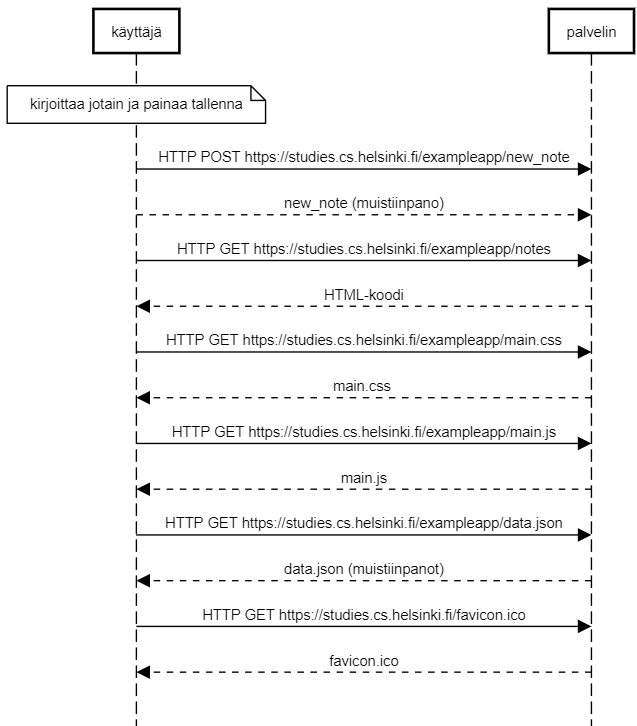 käyttäjä
palvelin
kirjoittaa jotain ja painaa tallenna
HTTP POST https://studies.cs.helsinki.fi/exampleapp/new_note
new_note (muistiinpano)
HTTP GET https://studies.cs.helsinki.fi/exampleapp/notes
HTML-koodi
HTTP GET https://studies.cs.helsinki.fi/exampleapp/main.css
main.css
HTTP GET https://studies.cs.helsinki.fi/exampleapp/main.js
main.js
HTTP GET https://studies.cs.helsinki.fi/exampleapp/data.json
data.json (muistiinpanot)
HTTP GET https://studies.cs.helsinki.fi/favicon.ico
favicon.ico